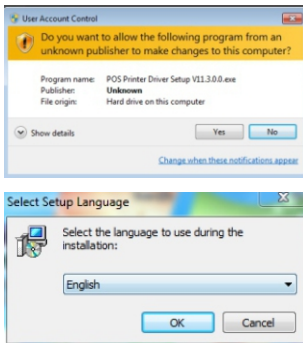 User Account Control
Do you want to allow the following program from an
unknown publisher to make changes to this computer?
Program name: POS Printer Driver Setup V11.3.0.0.exe
Publisher: Unknown
File origin: Hard drive on this computer
Show details
Yes
No
Change when these notifications appear
Select Setup Language
Select the language to use during the
installation:
English
OK
Cancel